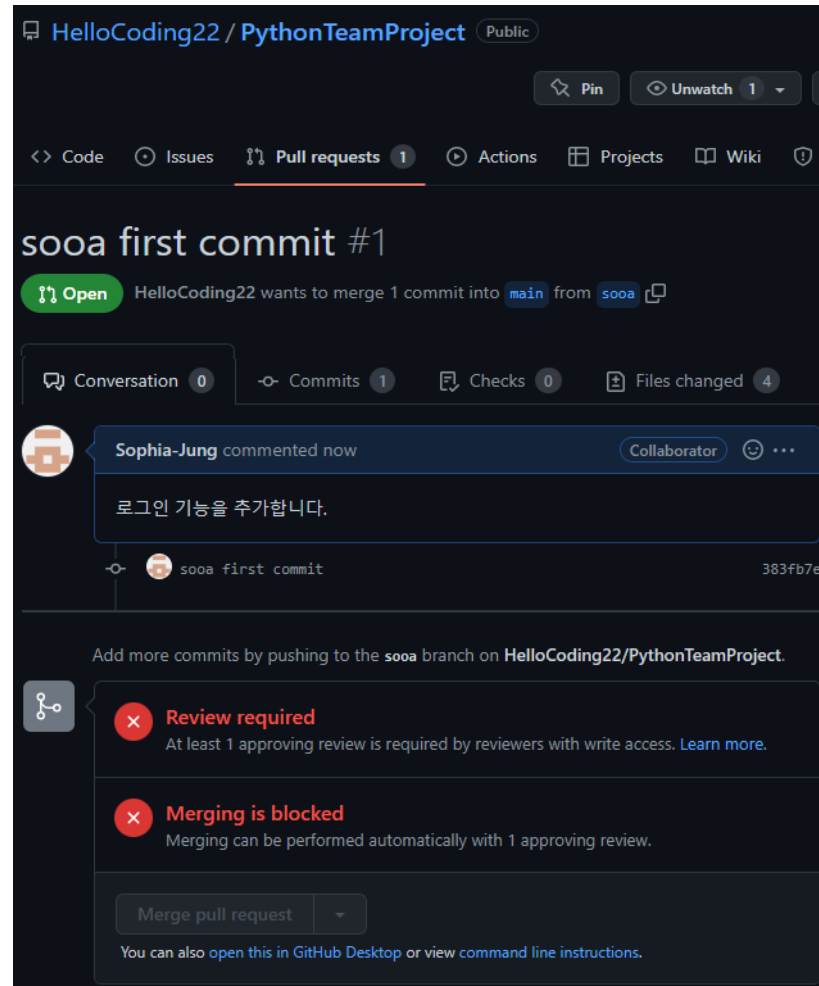 HelloCoding22 / PythonTeamProject Public
Pin Unwatch 1
<> Code Issues Pull requests 1 Actions Projects Wiki
sooa first commit #1
Open HelloCoding22 wants to merge 1 commit into main from sooa
Conversation 0 Commits 1 Checks 0 Files changed 4
Sophia-Jung commented now Collaborator ...
로그인 기능을 추가합니다.
sooa first commit 383fb7e
Add more commits by pushing to the sooa branch on HelloCoding22/PythonTeamProject.
Review required
At least 1 approving review is required by reviewers with write access. Learn more.
Merging is blocked
Merging can be performed automatically with 1 approving review.
Merge pull request
You can also open this in GitHub Desktop or view command line instructions.